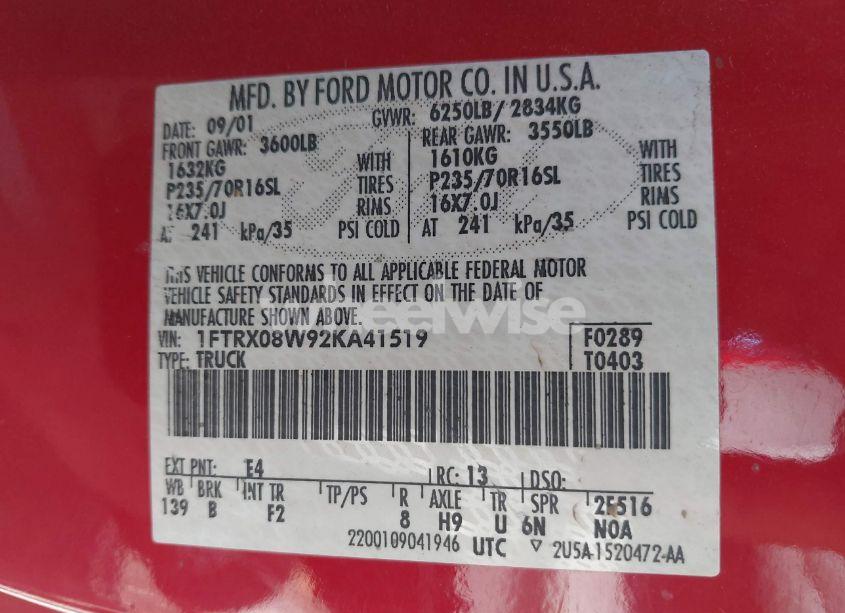 MFD. BY FORD MOTOR CO. IN U.S.A.
DATE: 09/01 GVWR: 6250LB/ 2834KG
FRONT GAWR: 3600LB REAR GAWR: 3550LB
1632KG WITH 1610KG WITH
P235/70R16SL TIRES P235/70R16SL TIRES
16X7.0J RIMS 16X7.0J RIMS
AT 241 kPa/35 PSI COLD AT 241 kPa/35 PSI COLD
THIS VEHICLE CONFORMS TO ALL APPLICABLE FEDERAL MOTOR
VEHICLE SAFETY STANDARDS IN EFFECT ON THE DATE OF
MANUFACTURE SHOWN ABOVE.
VIN: 1FTRX08W92KA41519 F0289
TYPE: TRUCK T0403
EXT PNT: E4 RC: 13 DSO:
WB BRK INT TR TP/PS R AXLE TR SPR 2F516
139 B F2 8 H9 U 6N N0A
2200109041946 UTC ▽ 2U5A-1520472-AA